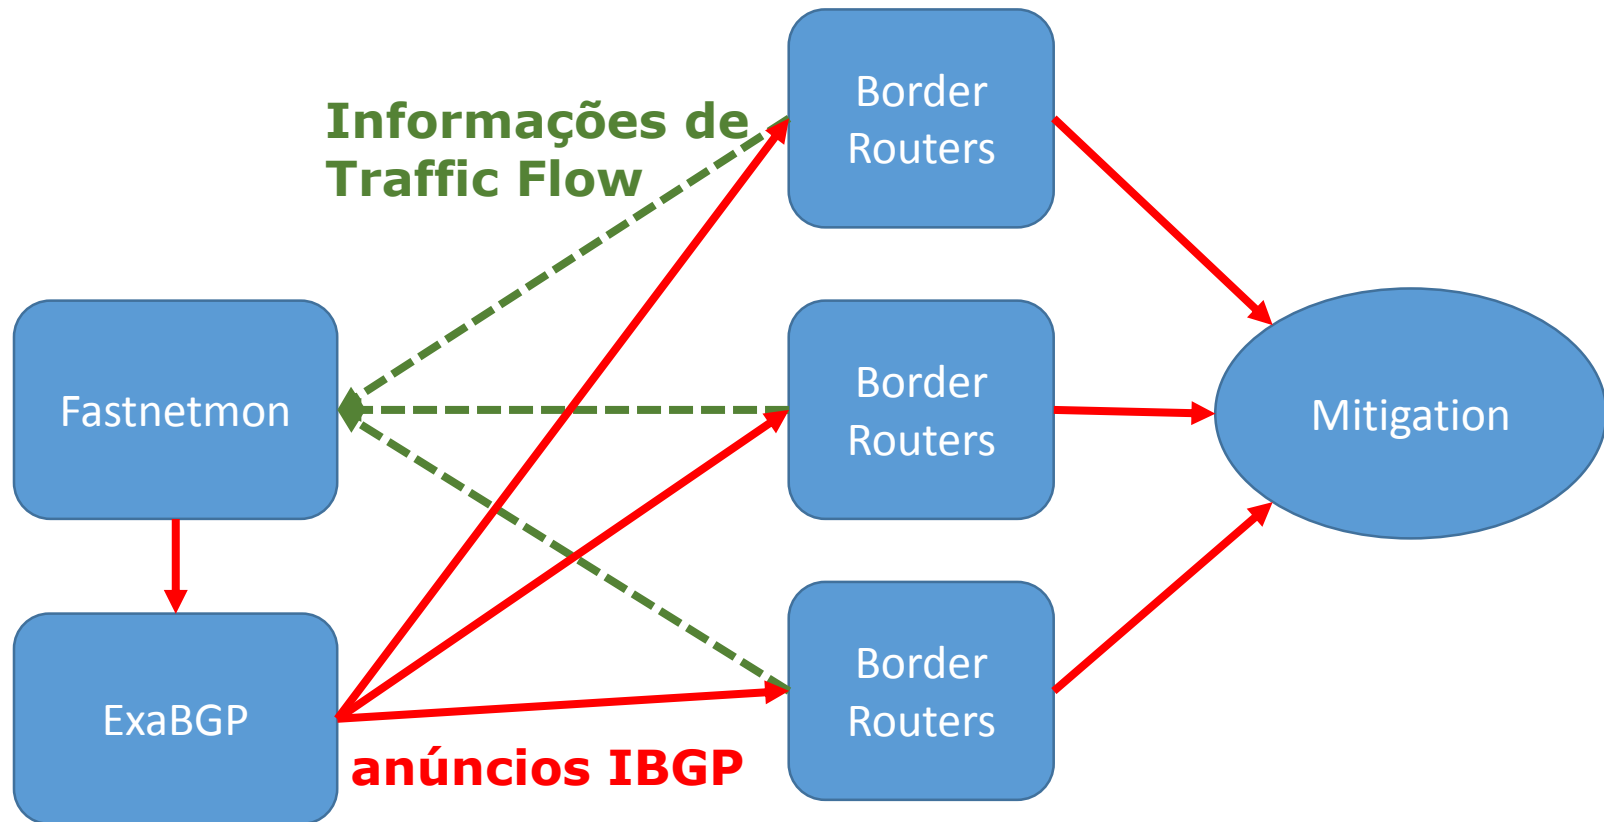 Border
Routers
Informações de
Traffic Flow
Fastnetmon
Border
Routers
Mitigation
ExaBGP
Border
Routers
anúncios IBGP